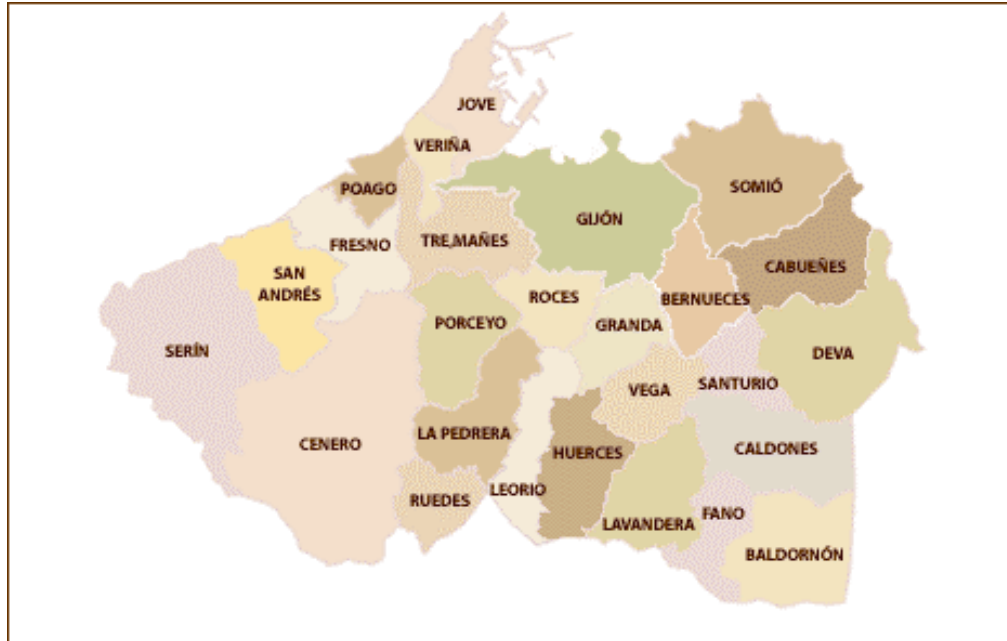 JOVE
VERIÑA
POAGO
SOMIÓ
GIJÓN
FRESNO
TRE,MAÑES
CABUEÑES
SAN
ANDRÉS
ROCES
BERNUECES
PORCEYO
GRANDA
SERÍN
DEVA
VEGA
SANTURIO
CENERO
LA PEDRERA
HUERCES
CALDONES
LEORIO
RUEDES
LAVANDERA
FANO
BALDORNÓN